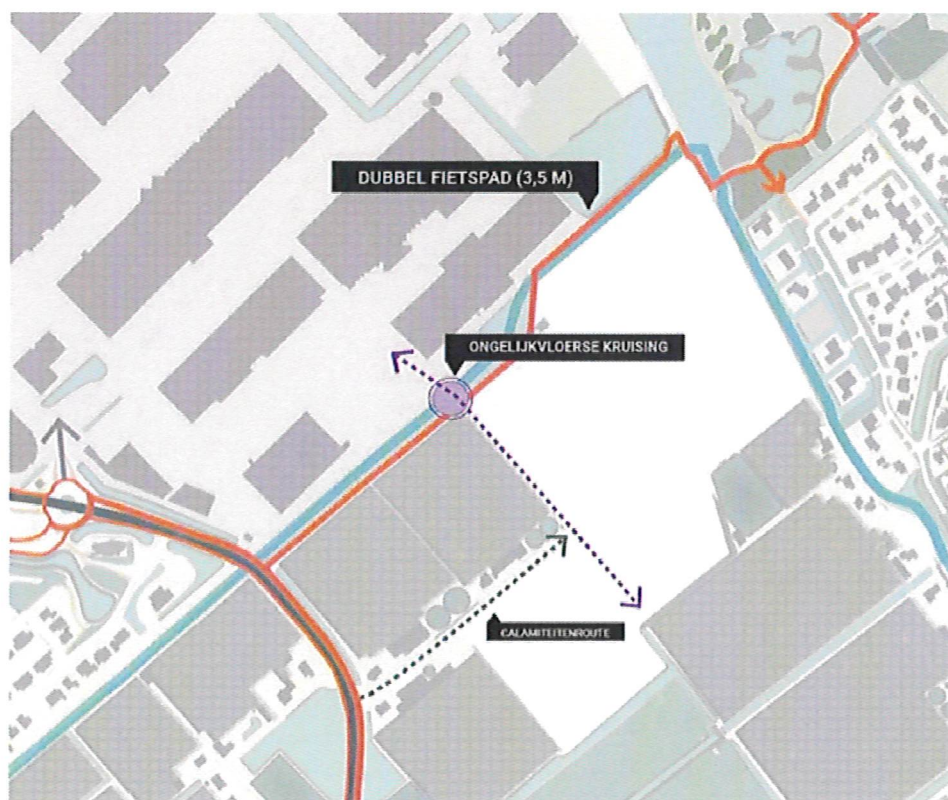 DUBBEL FIETSPAD (3,5 M)
ONGELIJKVLOERSE KRUISING
CALAMITEITENROUTE